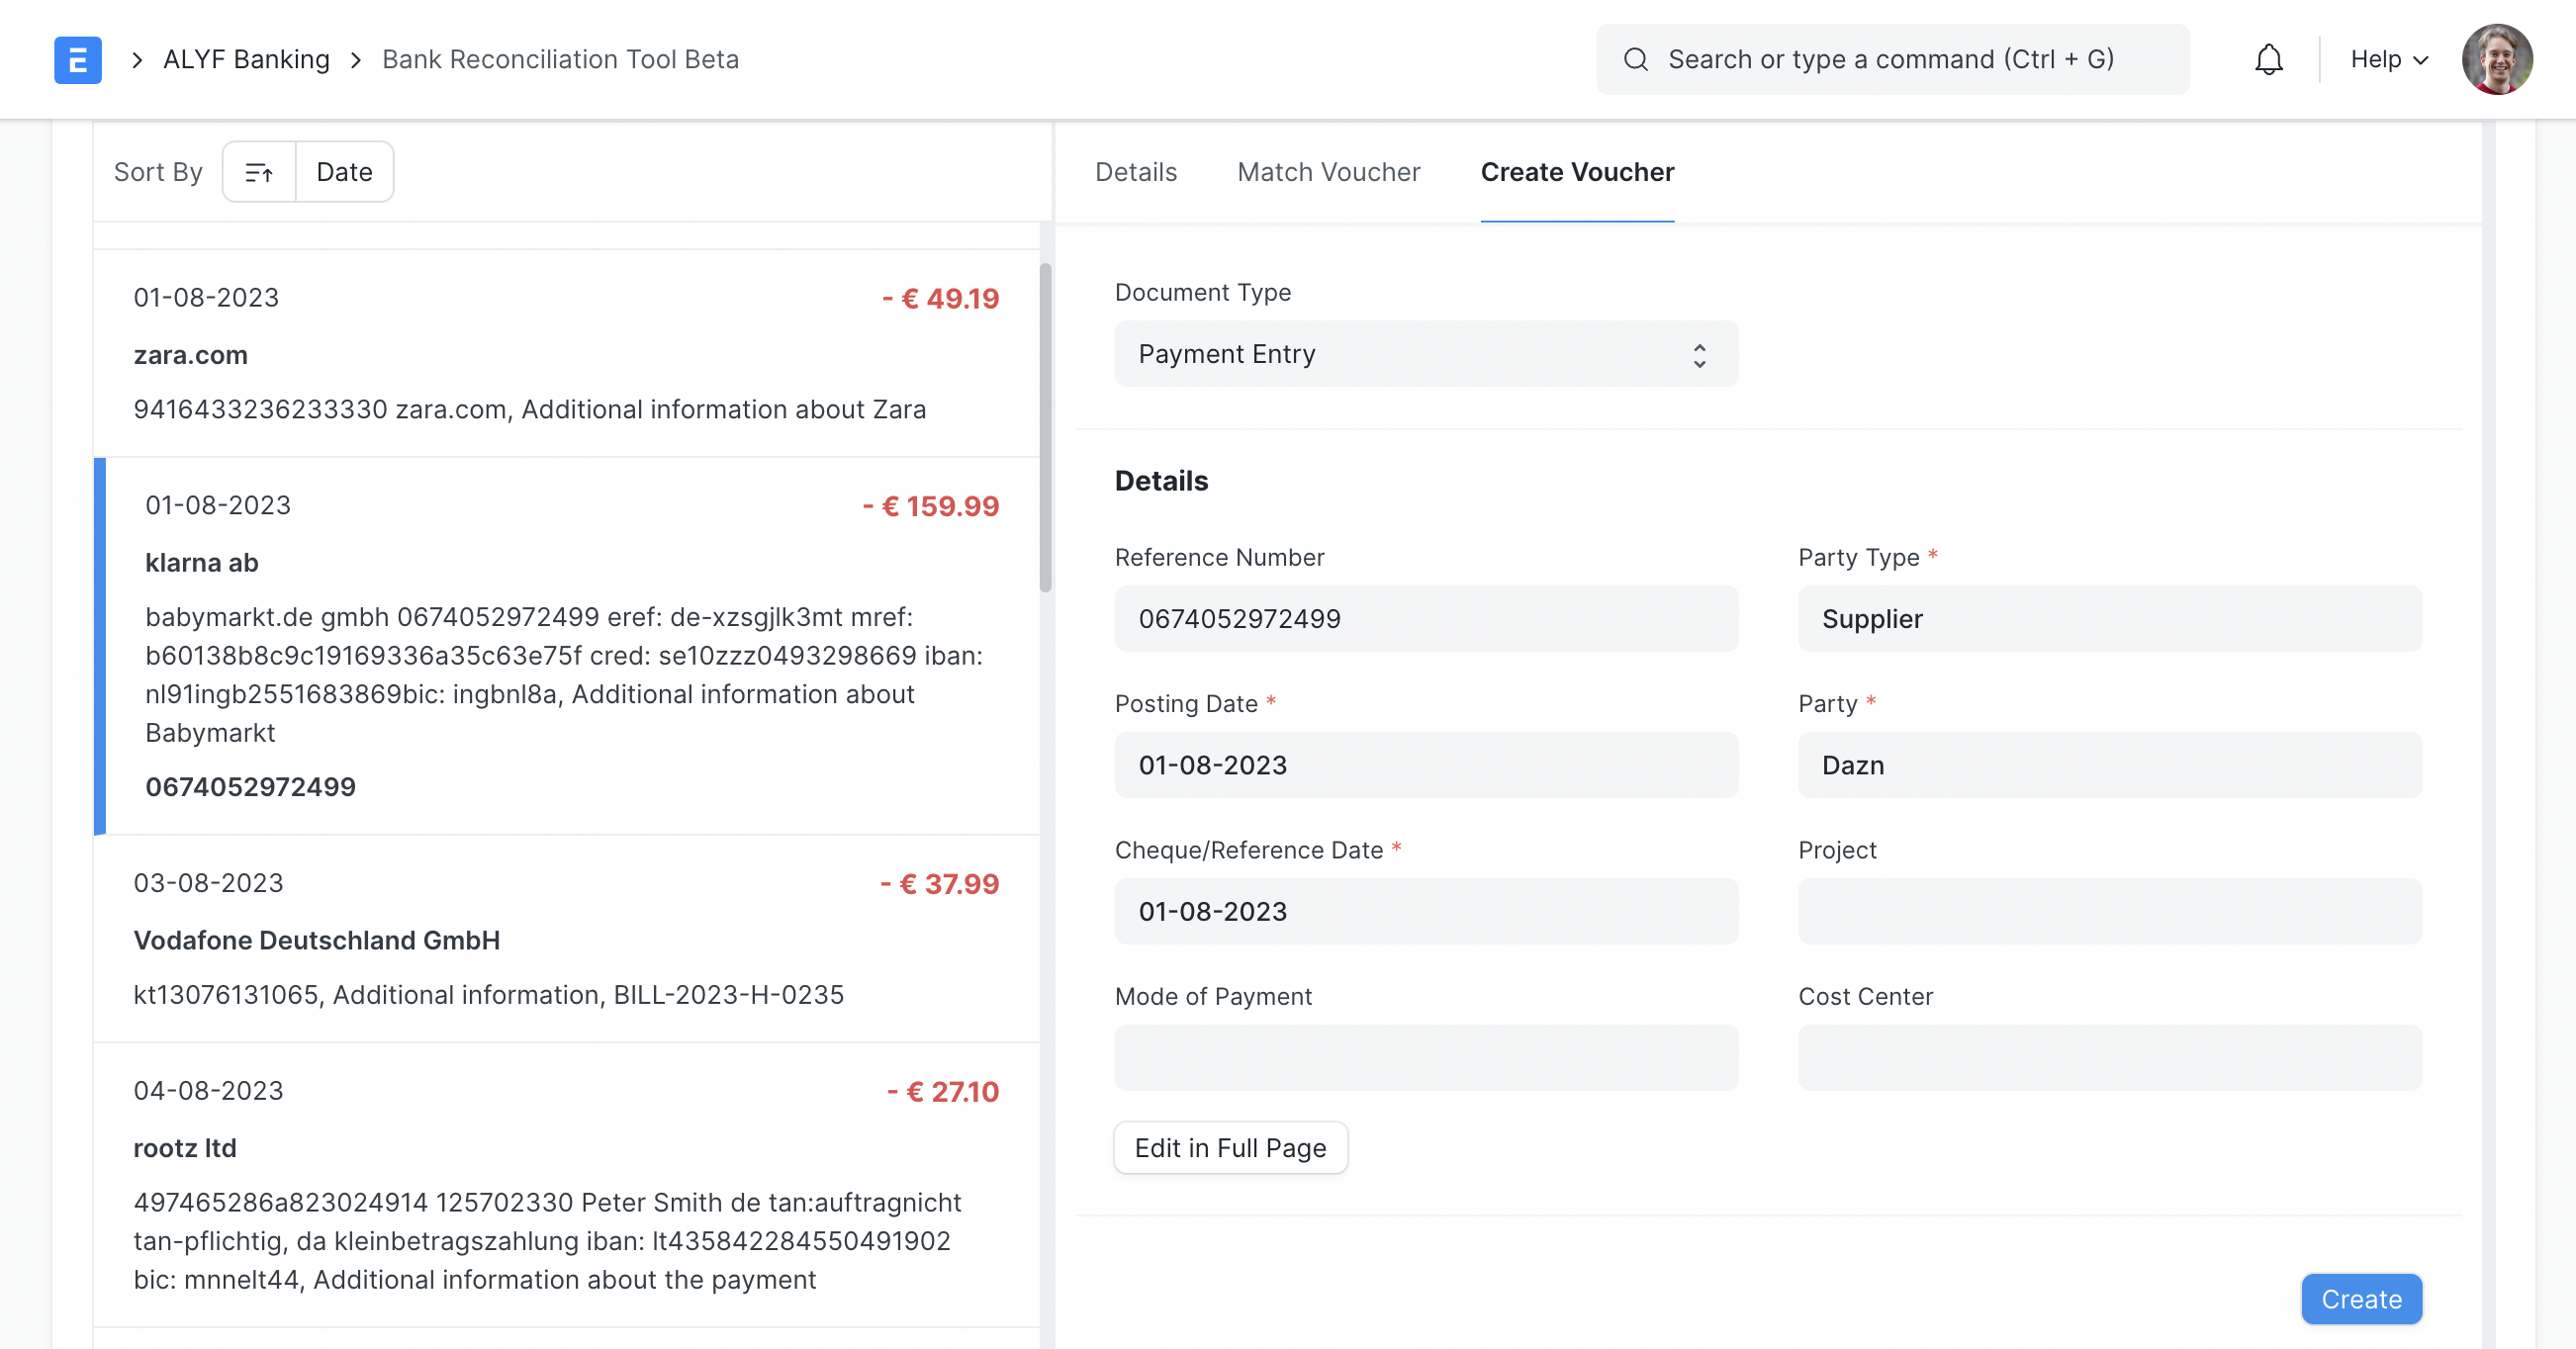 E
ALYF Banking
Bank Reconciliation Tool Beta
Search or type a command (Ctrl + G)
Help
Sort By
Date
01-08-2023
- € 49.19
zara.com
9416433236233330 zara.com, Additional information about Zara
01-08-2023
- € 159.99
klarna ab
babymarkt.de gmbh 0674052972499 eref: de-xzsgjlk3mt mref:
b60138b8c9c19169336a35c63e75f cred: se10zzz0493298669 iban:
nl91ingb2551683869bic: ingbnl8a, Additional information about
Babymarkt
0674052972499
03-08-2023
- € 37.99
Vodafone Deutschland GmbH
kt13076131065, Additional information, BILL-2023-H-0235
04-08-2023
- € 27.10
rootz ltd
497465286a823024914 125702330 Peter Smith de tan:auftragnicht
tan-pflichtig, da kleinbetragszahlung iban: lt435842284550491902
bic: mnnelt44, Additional information about the payment
Details
Match Voucher
Create Voucher
Document Type
Payment Entry
Details
Reference Number
0674052972499
Party Type *
Supplier
Posting Date *
01-08-2023
Party *
Dazn
Cheque/Reference Date *
01-08-2023
Project
Mode of Payment
Cost Center
Edit in Full Page
Create